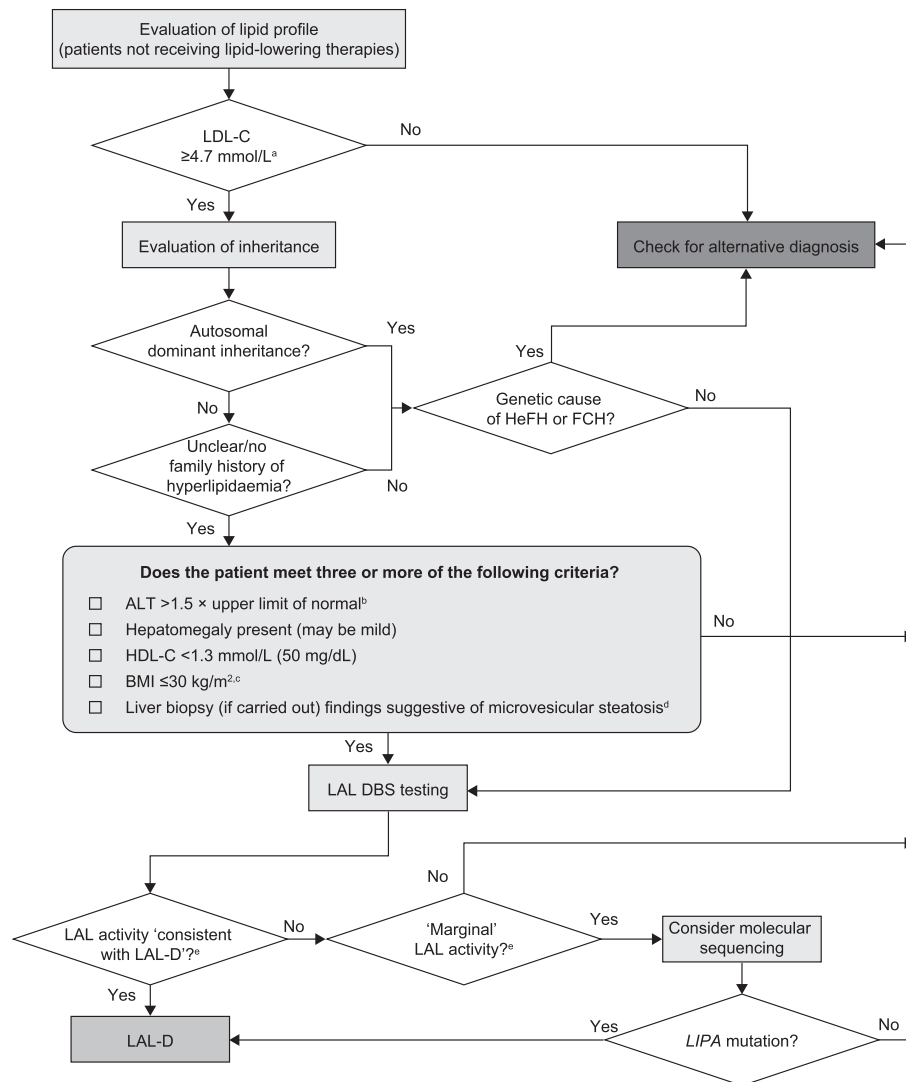 Evaluation of lipid profile
(patients not receiving lipid-lowering therapies)
LDL-C
≥4.7 mmol/Lᵃ
No
Yes
Evaluation of inheritance
Check for alternative diagnosis
Autosomal
dominant inheritance?
Yes
No
Genetic cause
of HeFH or FCH?
Yes
No
Unclear/no
family history of
hyperlipidaemia?
No
Yes
Does the patient meet three or more of the following criteria?
☐ ALT >1.5 × upper limit of normalᵇ
☐ Hepatomegaly present (may be mild)
☐ HDL-C <1.3 mmol/L (50 mg/dL)
☐ BMI ≤30 kg/m²,ᶜ
☐ Liver biopsy (if carried out) findings suggestive of microvesicular steatosisᵈ
No
Yes
LAL DBS testing
LAL activity ‘consistent
with LAL-D’?ᵉ
No
Yes
‘Marginal’
LAL activity?ᵉ
No
Yes
Consider molecular
sequencing
LIPA mutation?
Yes
No
LAL-D